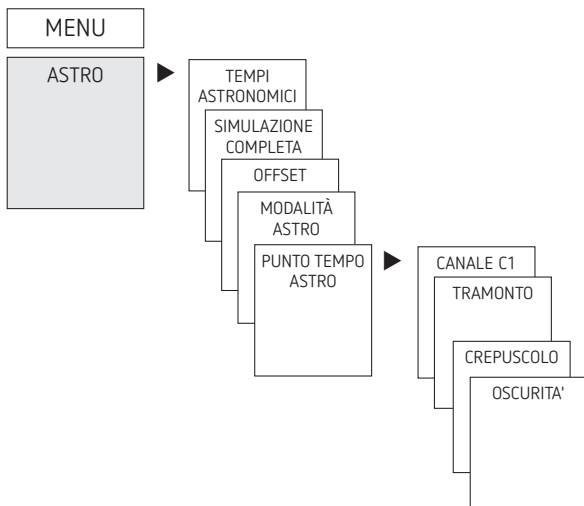 MENU
ASTRO
TEMPI
ASTRONOMICI
SIMULAZIONE
COMPLETA
OFFSET
MODALITÀ
ASTRO
PUNTO TEMPO
ASTRO
CANALE C1
TRAMONTO
CREPUSCOLO
OSCURITA'